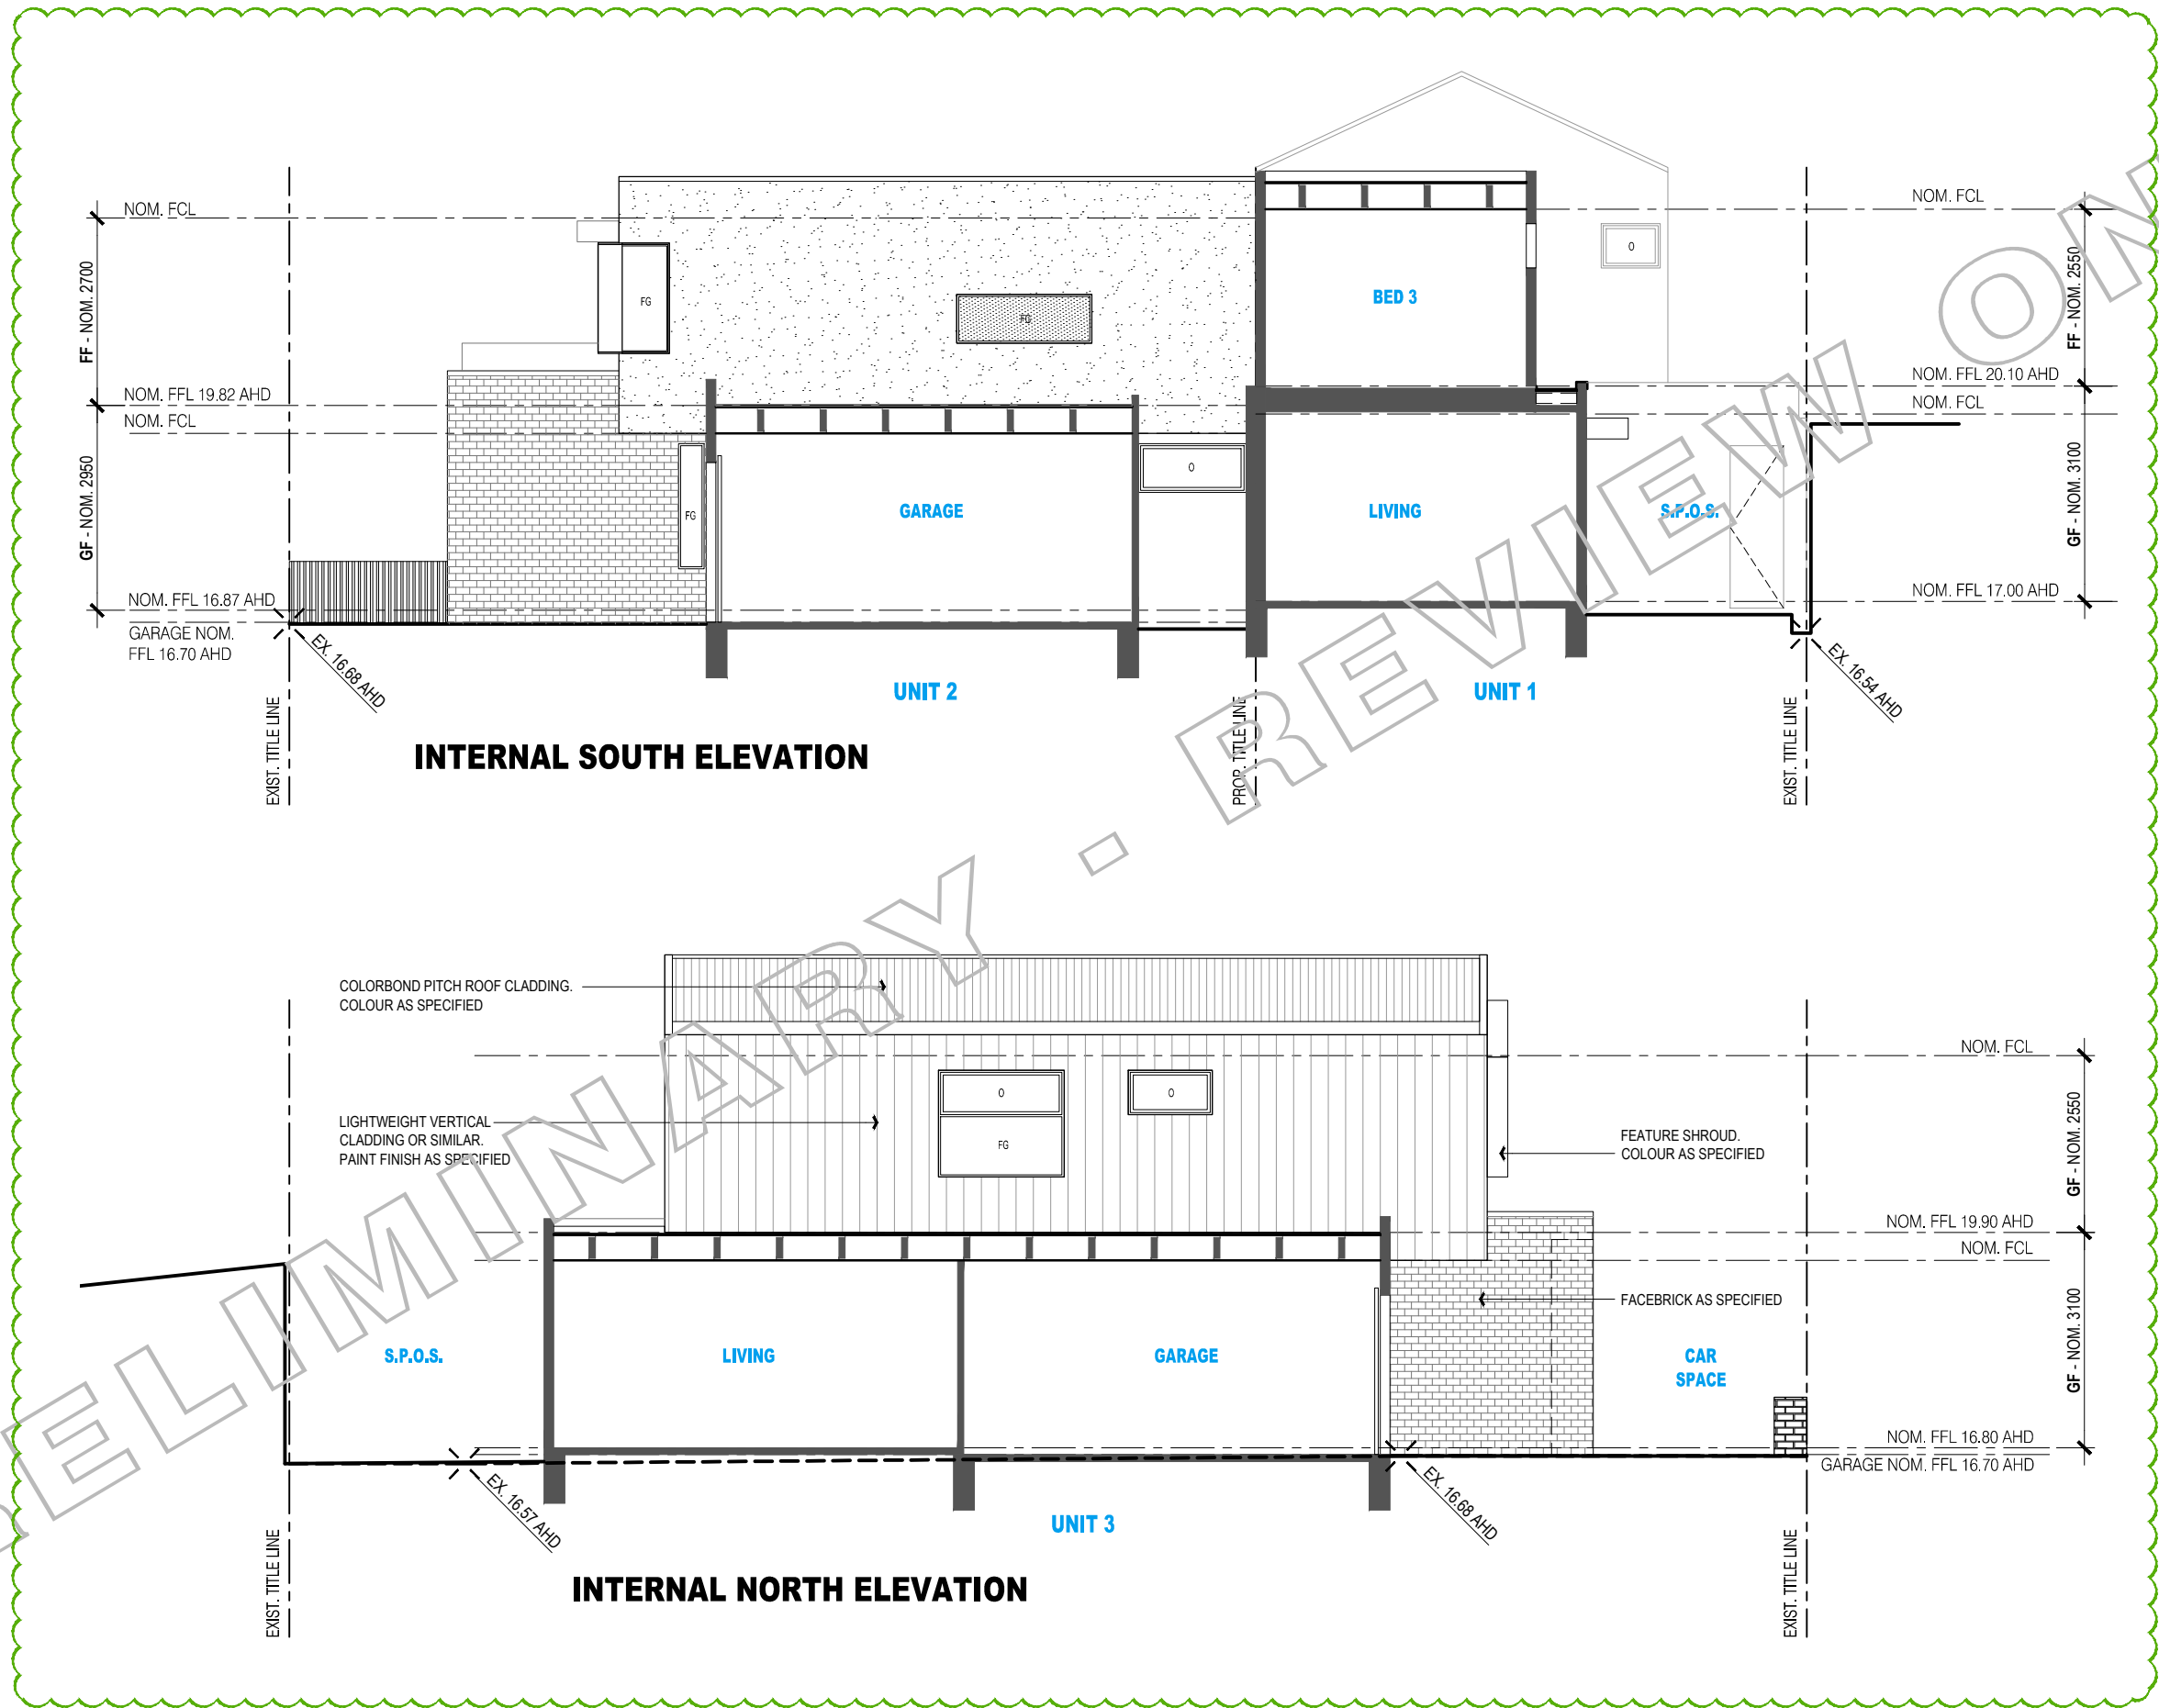 NOM. FCL
NOM. FCL
FF - NOM. 2700
FF - NOM. 2550
O
FG
BED 3
FG
NOM. FFL 19.82 AHD
NOM. FFL 20.10 AHD
NOM. FCL
NOM. FCL
GF - NOM. 2950
GF - NOM. 3100
O
FG
GARAGE
LIVING
S.P.O.S.
NOM. FFL 16.87 AHD
NOM. FFL 17.00 AHD
GARAGE NOM.
FFL 16.70 AHD
EX. 16.68 AHD
EX. 16.54 AHD
UNIT 2
UNIT 1
EXIST. TITLE LINE
PROP. TITLE LINE
EXIST. TITLE LINE
INTERNAL SOUTH ELEVATION
COLORBOND PITCH ROOF CLADDING.
COLOUR AS SPECIFIED
NOM. FCL
O
O
LIGHTWEIGHT VERTICAL
CLADDING OR SIMILAR.
PAINT FINISH AS SPECIFIED
FG
FEATURE SHROUD.
COLOUR AS SPECIFIED
GF - NOM. 2550
NOM. FFL 19.90 AHD
NOM. FCL
FACEBRICK AS SPECIFIED
GF - NOM. 3100
S.P.O.S.
LIVING
GARAGE
CAR
SPACE
NOM. FFL 16.80 AHD
GARAGE NOM. FFL 16.70 AHD
EX. 16.57 AHD
EX. 16.68 AHD
UNIT 3
EXIST. TITLE LINE
EXIST. TITLE LINE
INTERNAL NORTH ELEVATION
RELIMINARY - REVIEW ON